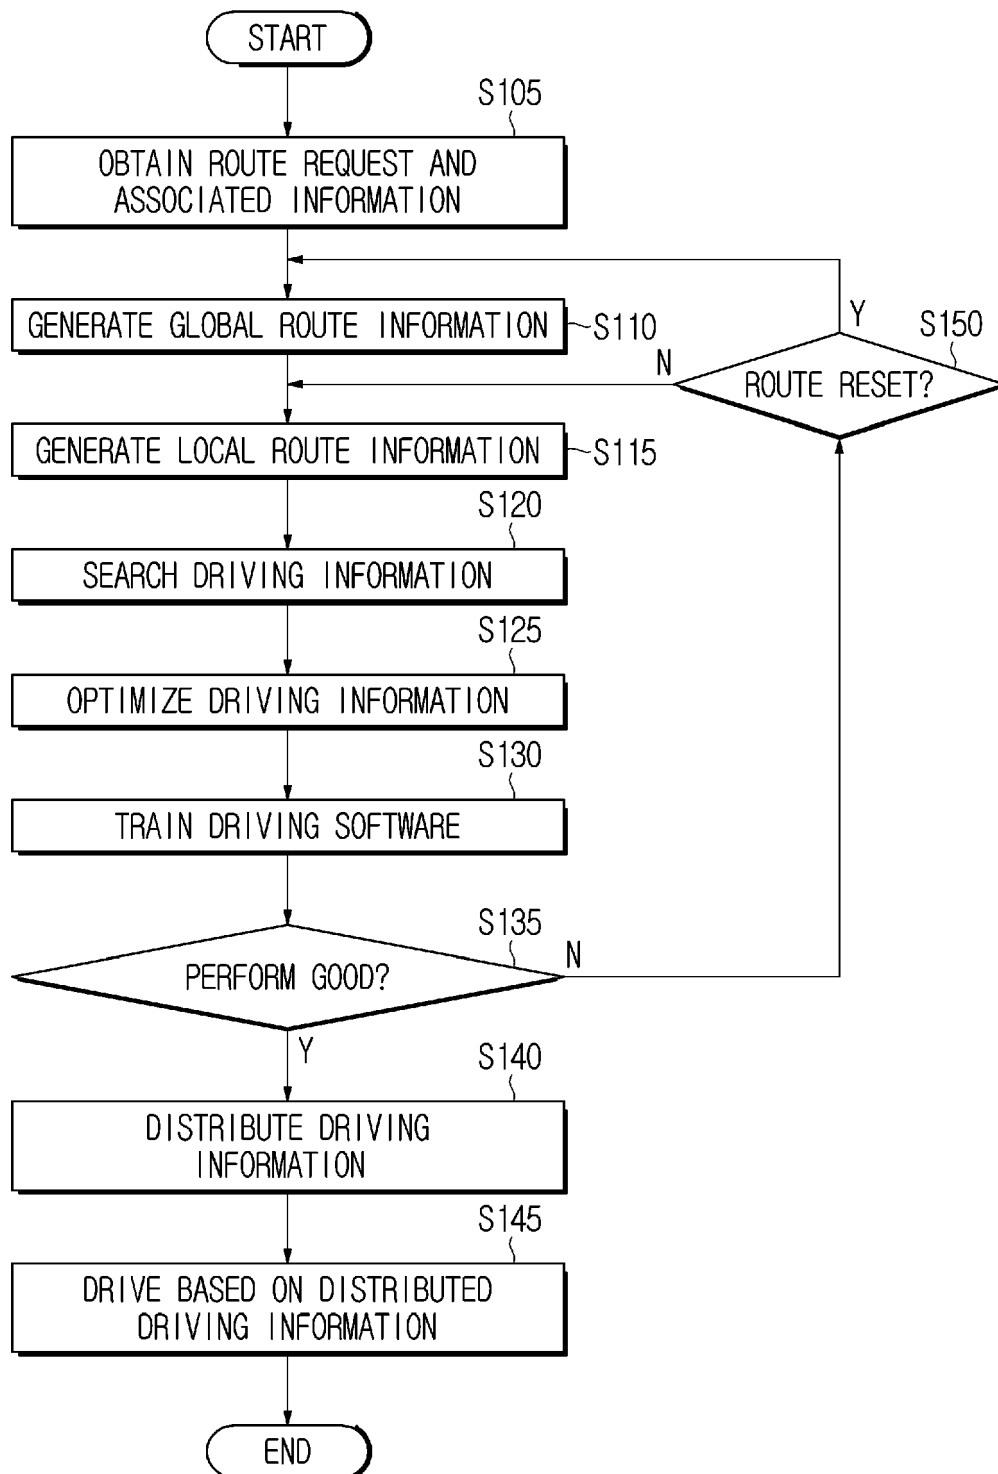 START
S105
OBTAIN ROUTE REQUEST AND
ASSOCIATED INFORMATION
GENERATE GLOBAL ROUTE INFORMATION
S110
Y
S150
N
ROUTE RESET?
GENERATE LOCAL ROUTE INFORMATION
S115
S120
SEARCH DRIVING INFORMATION
S125
OPTIMIZE DRIVING INFORMATION
S130
TRAIN DRIVING SOFTWARE
S135
PERFORM GOOD?
N
Y
S140
DISTRIBUTE DRIVING
INFORMATION
S145
DRIVE BASED ON DISTRIBUTED
DRIVING INFORMATION
END